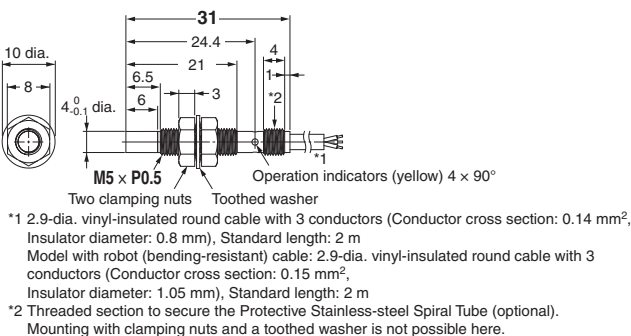 31
24.4
4
10 dia.
21
1
8
6.5
3
*2
6
4 0 -0.1 dia.
*1
M5 × P0.5
Operation indicators (yellow) 4 × 90°
Two clamping nuts
Toothed washer
*1 2.9-dia. vinyl-insulated round cable with 3 conductors (Conductor cross section: 0.14 mm²,
Insulator diameter: 0.8 mm), Standard length: 2 m
Model with robot (bending-resistant) cable: 2.9-dia. vinyl-insulated round cable with 3
conductors (Conductor cross section: 0.15 mm²,
Insulator diameter: 1.05 mm), Standard length: 2 m
*2 Threaded section to secure the Protective Stainless-steel Spiral Tube (optional).
Mounting with clamping nuts and a toothed washer is not possible here.